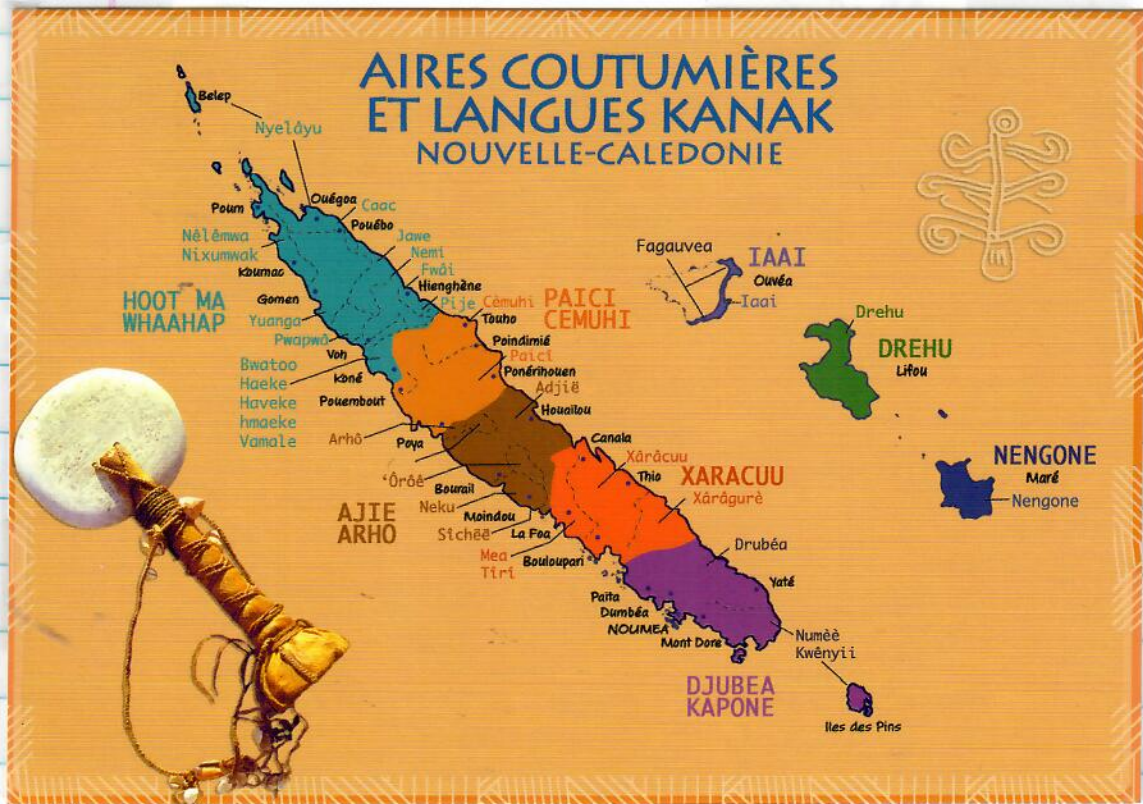 AIRES COUTUMIÈRES
ET LANGUES KANAK
NOUVELLE-CALEDONIE
Belep
Nyelâyu
Poum
Ouégoa
Caac
Pouébo
Nêlêmwa
Nixumwak
Jawe
Nemi
Fwâi
Koumac
Hienghène
Gomen
Pije
Cèmuhi
HOOT MA
WHAAHAP
PAICI
CEMUHI
Touho
Yuanga
Pwapwâ
Poindimié
Voh
Paicî
Bwatoo
Haeke
Haveke
hmaeke
Vamale
Koné
Ponérihouen
Adjië
Pouembout
Houaïlou
Arhö
Poya
Canala
Xârâcuu
Thio
XARACUU
Xârâgurè
'Ôrôê
Bourail
Neku
Moindou
AJIE
ARHO
Sîchëë
La Foa
Mea
Tîrî
Bouloupari
Drubéa
Païta
Yaté
Dumbéa
NOUMEA
Mont Dore
Numèè
Kwênyii
DJUBEA
KAPONE
Iles des Pins
Fagauvea
IAAI
Ouvéa
Iaai
Drehu
DREHU
Lifou
NENGONE
Maré
Nengone